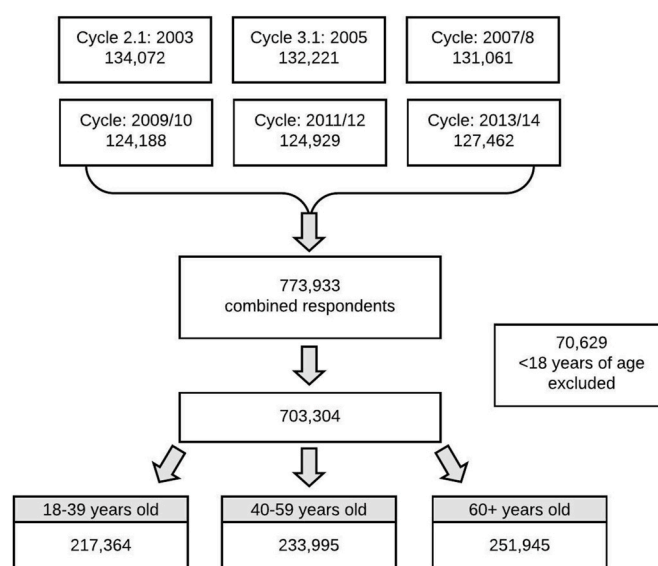 Cycle 2.1: 2003
134,072
Cycle 3.1: 2005
132,221
Cycle: 2007/8
131,061
Cycle: 2009/10
124,188
Cycle: 2011/12
124,929
Cycle: 2013/14
127,462
773,933
combined respondents
70,629
<18 years of age
excluded
703,304
18-39 years old
217,364
40-59 years old
233,995
60+ years old
251,945